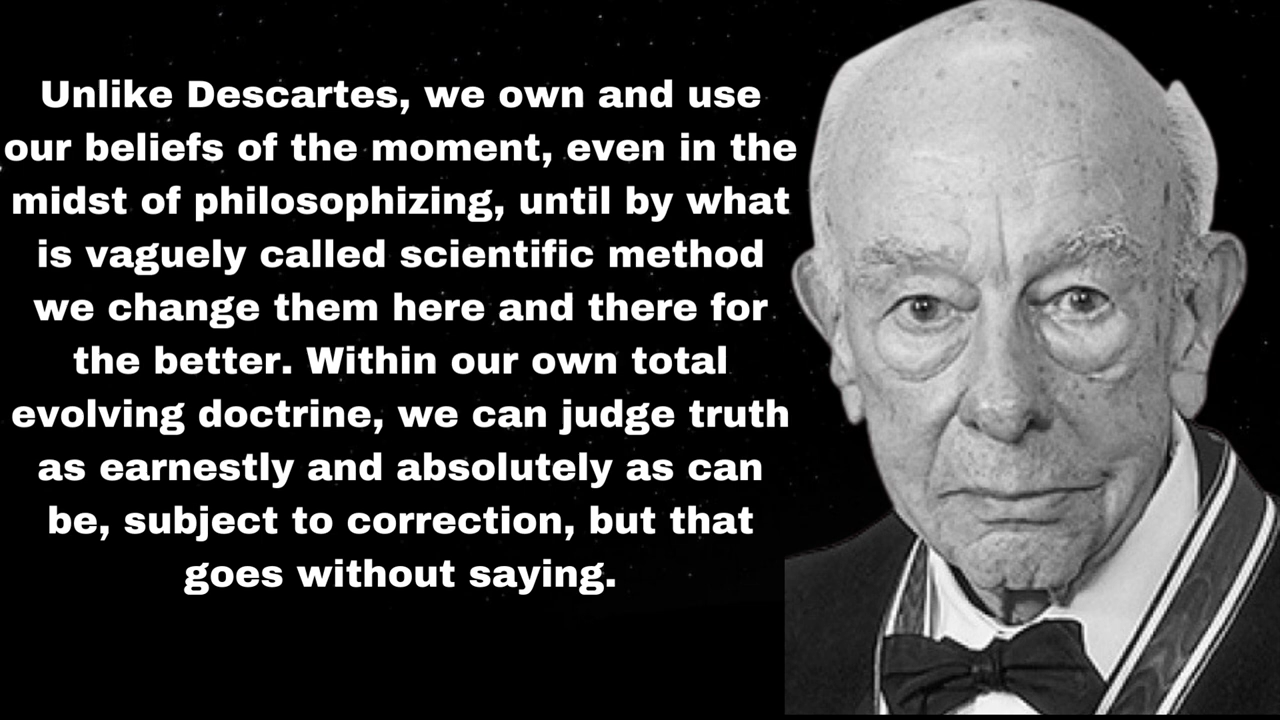 Unlike Descartes, we own and use
our beliefs of the moment, even in the
midst of philosophizing, until by what
is vaguely called scientific method
we change them here and there for
the better. Within our own total
evolving doctrine, we can judge truth
as earnestly and absolutely as can
be, subject to correction, but that
goes without saying.